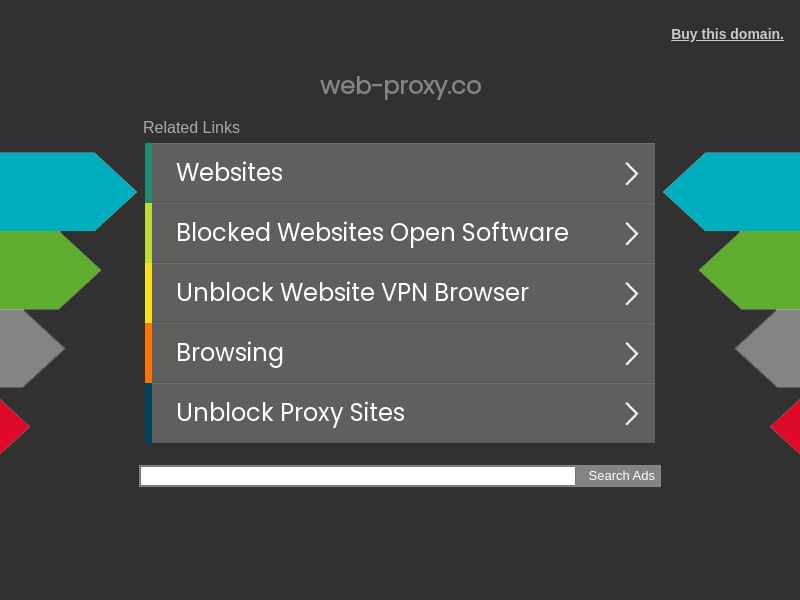 Buy this domain.
web-proxy.co
Related Links
Websites
Blocked Websites Open Software
Unblock Website VPN Browser
Browsing
Unblock Proxy Sites
Search Ads